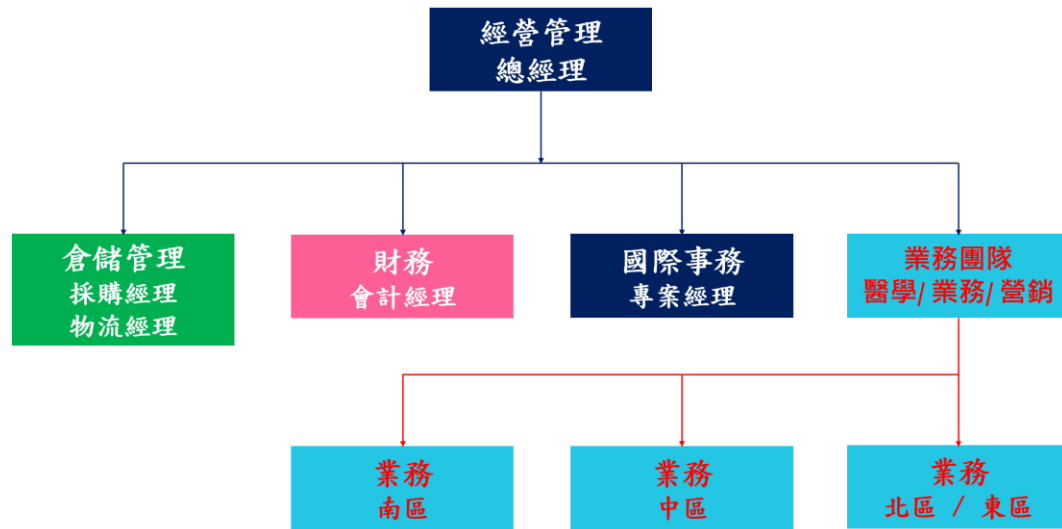 經營管理
總經理
倉儲管理
採購經理
物流經理
財務
會計經理
國際事務
專案經理
業務團隊
醫學/業務/營銷
業務
南區
業務
中區
業務
北區 / 東區